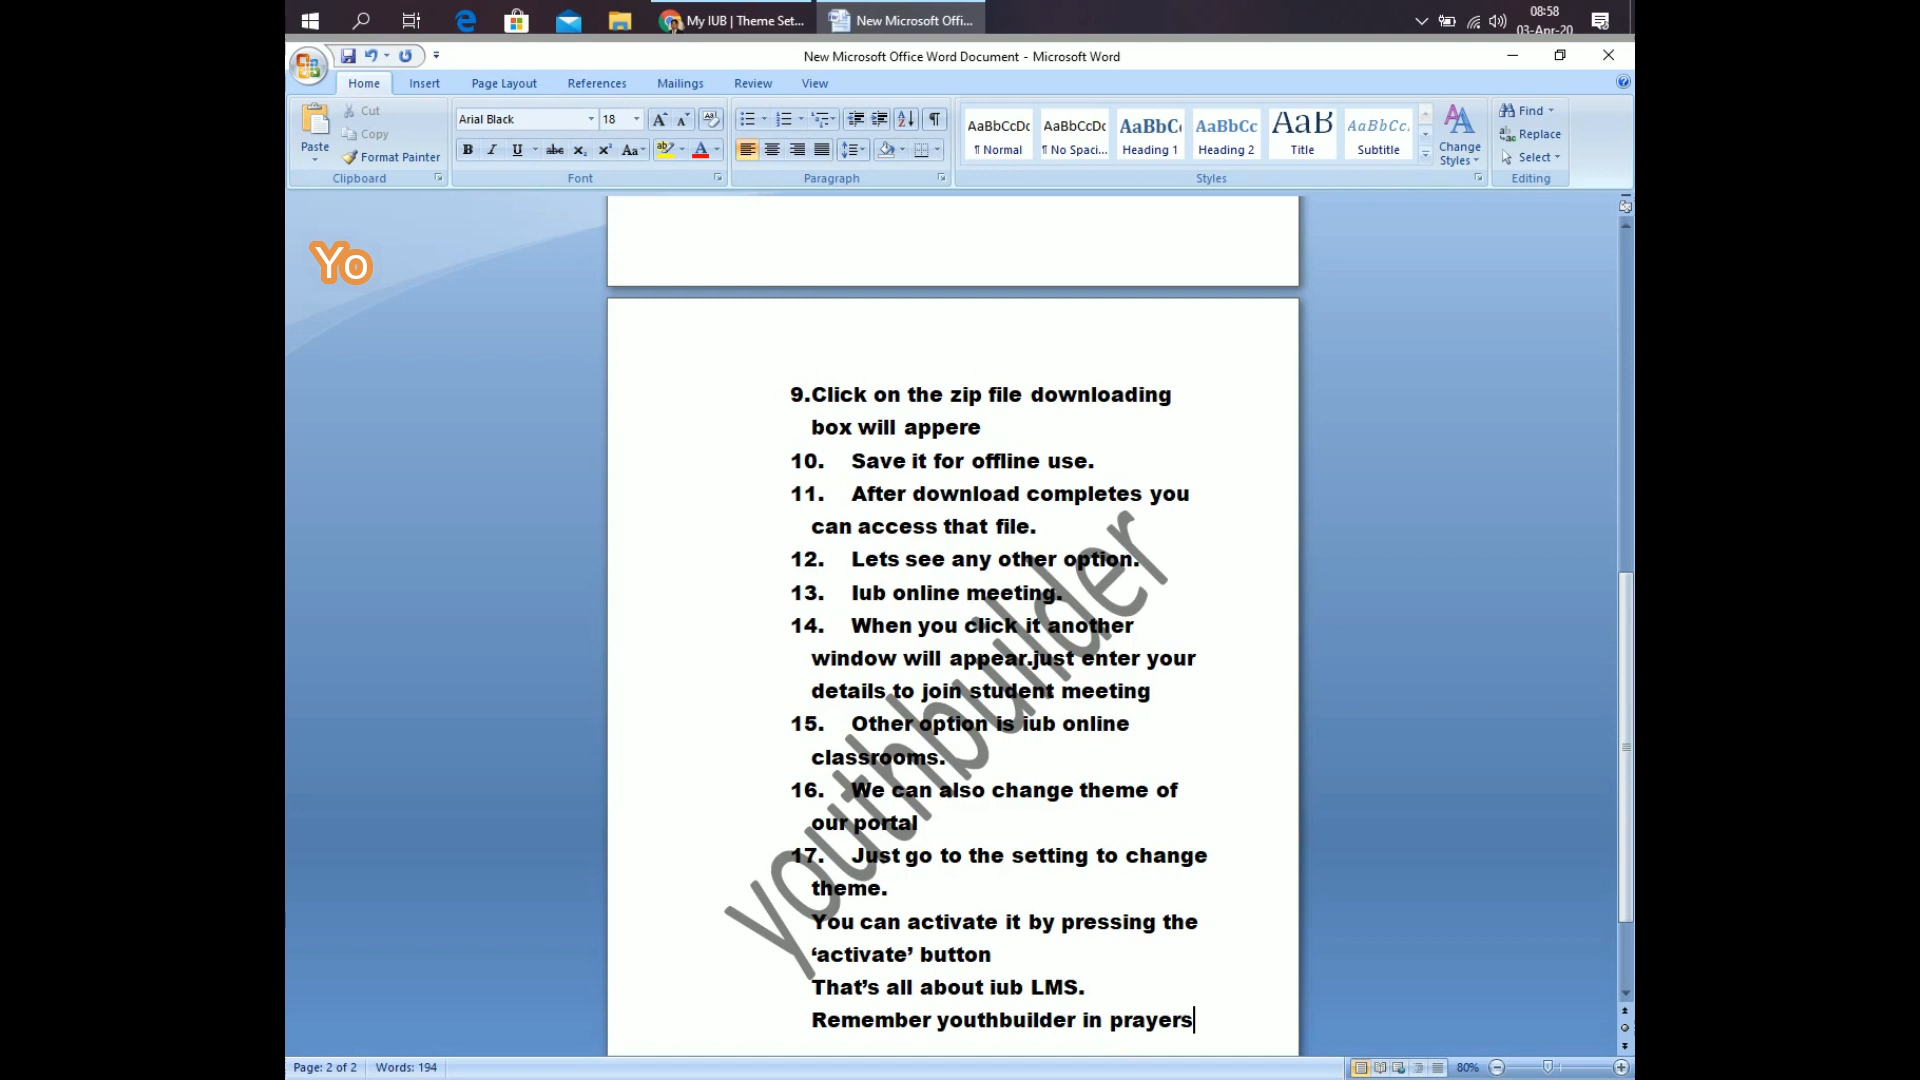 My IUB | Theme Set...
New Microsoft Offi...
08:58
03-Apr-20
New Microsoft Office Word Document - Microsoft Word
Home Insert Page Layout References Mailings Review View
Paste
Cut
Copy
Format Painter
Clipboard
Arial Black 18
Font
Paragraph
AaBbCcDc AaBbCcDc AaBbC AaBbCc AaB AaBbCc.
¶ Normal ¶ No Spaci... Heading 1 Heading 2 Title Subtitle
Styles
Change
Styles
Find
Replace
Select
Editing
Yo
9.Click on the zip file downloading
box will appere
10. Save it for offline use.
11. After download completes you
can access that file.
12. Lets see any other option.
13. Iub online meeting.
14. When you click it another
window will appear.just enter your
details to join student meeting
15. Other option is iub online
classrooms.
16. We can also change theme of
our portal
17. Just go to the setting to change
theme.
You can activate it by pressing the
‘activate’ button
That’s all about iub LMS.
Remember youthbuilder in prayers
youthbuilder
Page: 2 of 2 Words: 194
80%